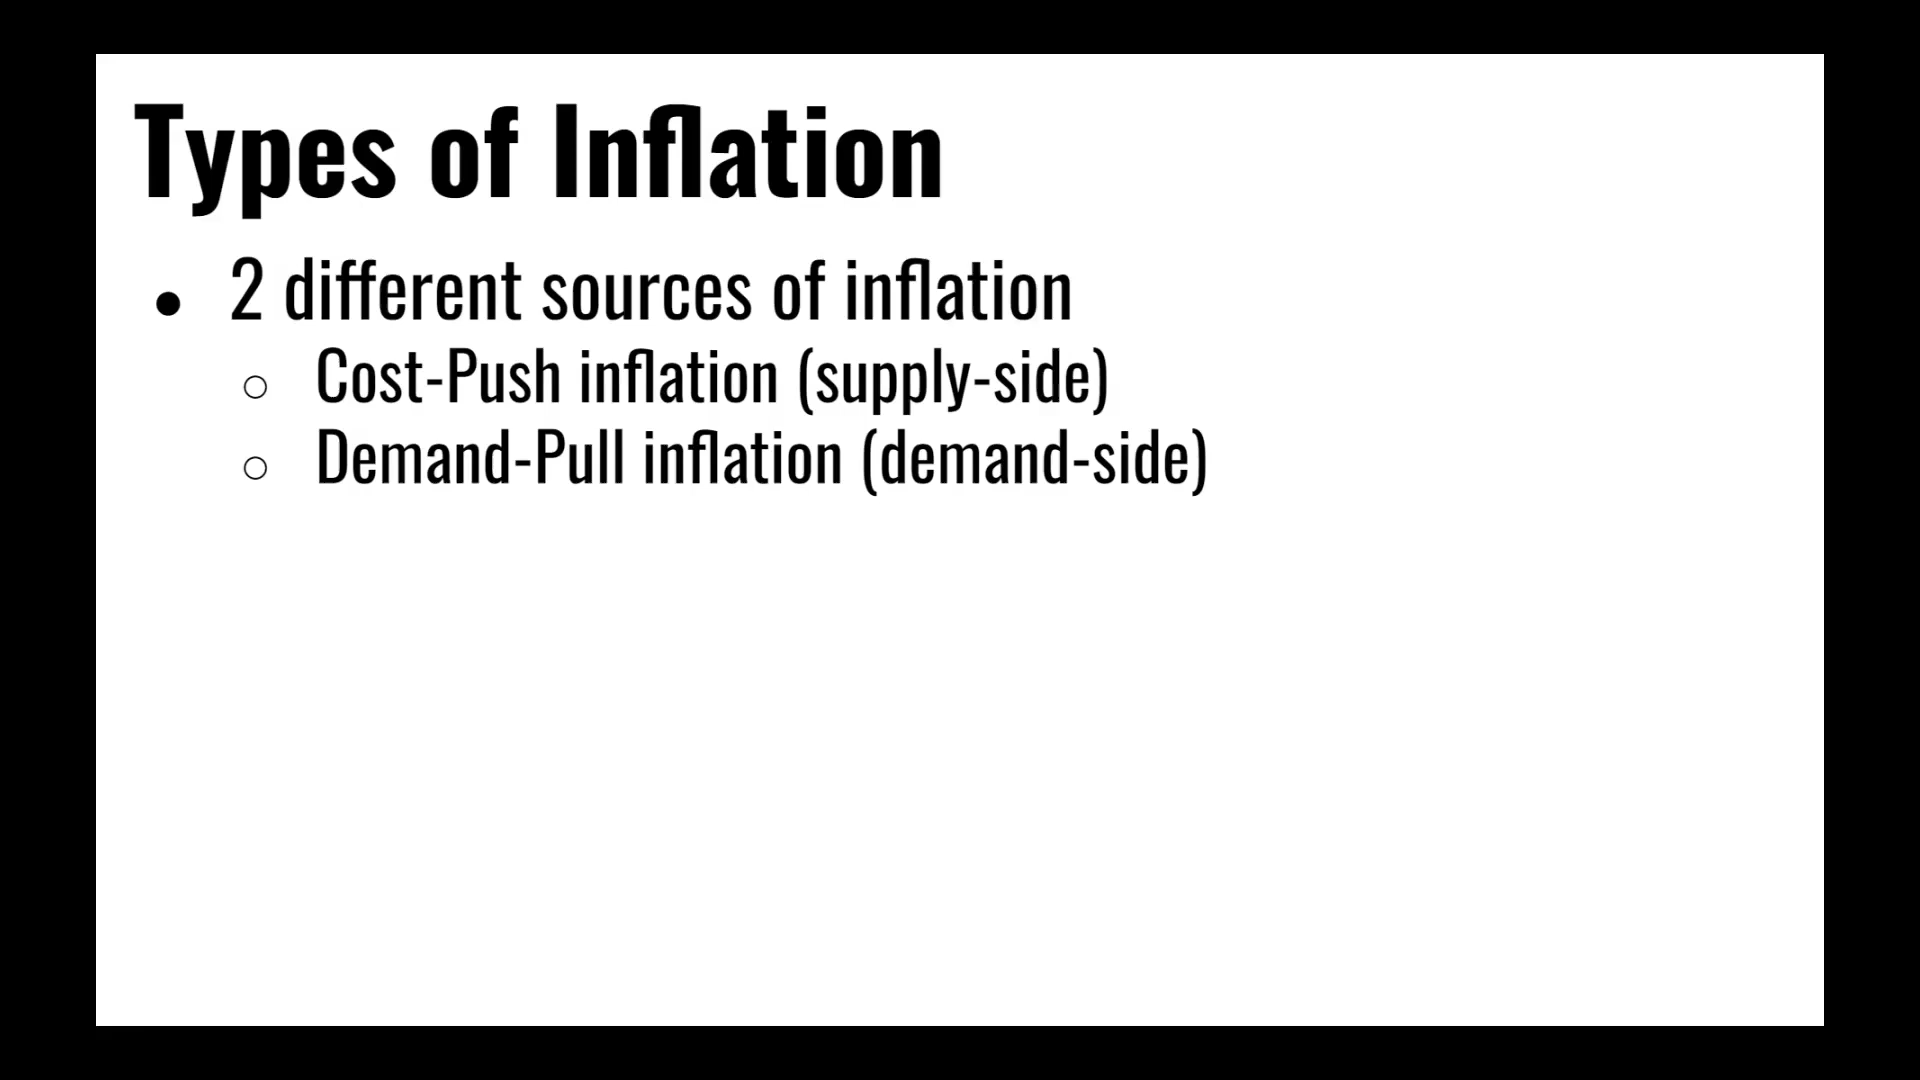 Types of Inflation
● 2 different sources of inflation
○ Cost-Push inflation (supply-side)
○ Demand-Pull inflation (demand-side)